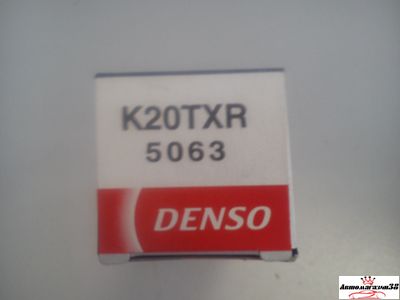 K20TXR
5063
DENSO
Автомагазин38